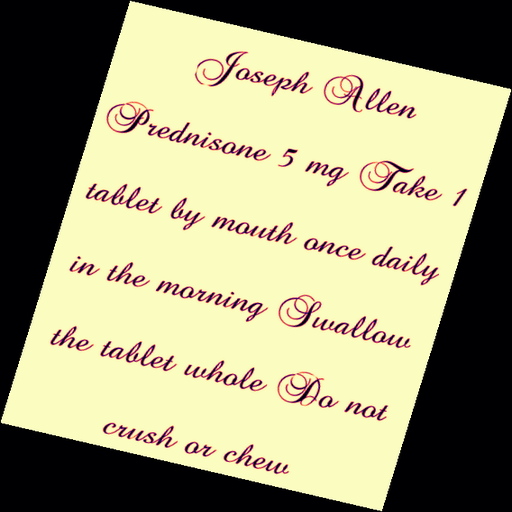 Joseph Allen
Prednisone 5 mg Take 1
tablet by mouth once daily
in the morning Swallow
the tablet whole Do not
crush or chew